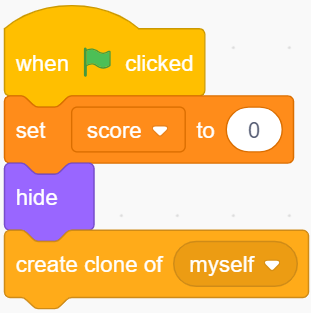 when clicked
set score to 0
hide
create clone of myself